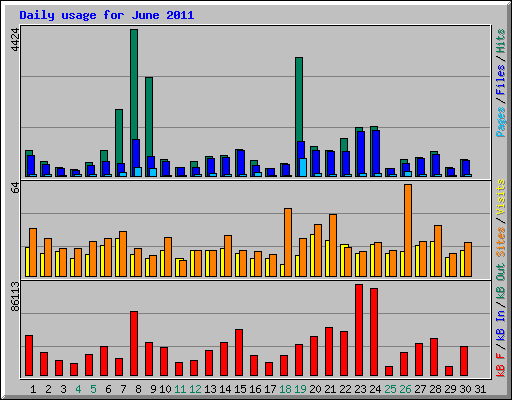 Daily usage for June 2011
4424
Pages / Files / Hits
64
Sites / Visits
86113
kB F / kB In / kB Out
1 2 3 4 5 6 7 8 9 10 11 12 13 14 15 16 17 18 19 20 21 22 23 24 25 26 27 28 29 30 31